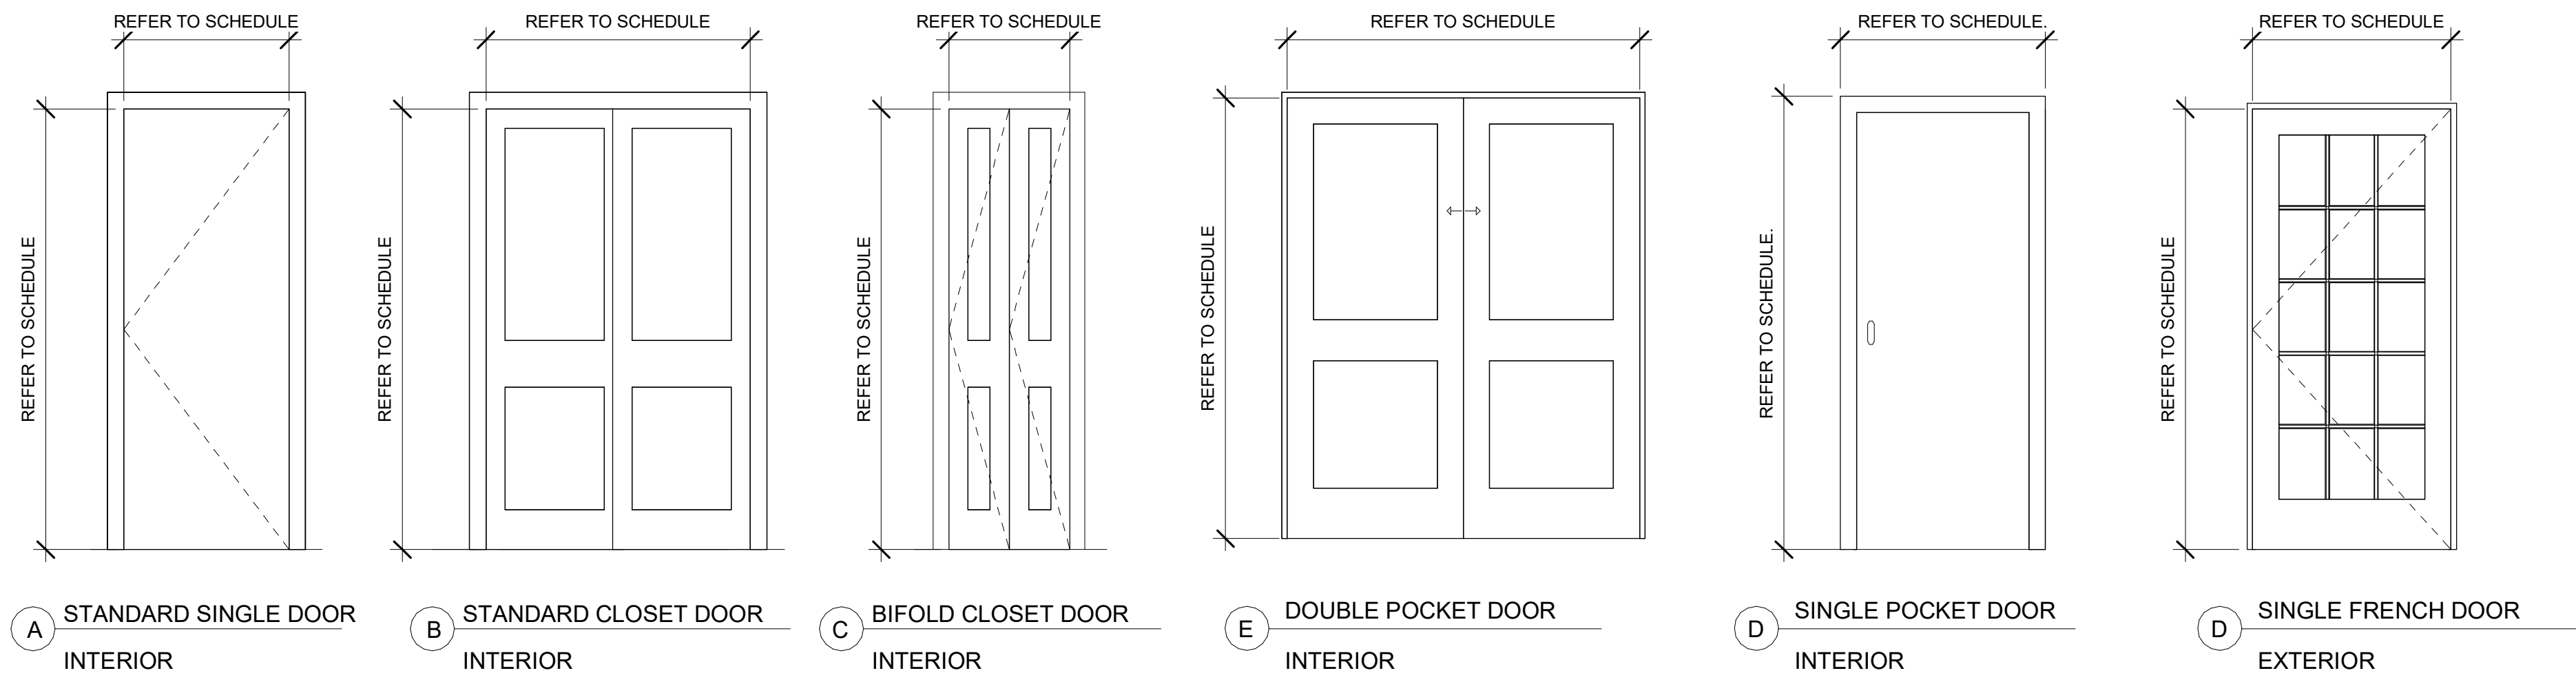 REFER TO SCHEDULE
REFER TO SCHEDULE
A
STANDARD SINGLE DOOR
INTERIOR
REFER TO SCHEDULE
REFER TO SCHEDULE
B
STANDARD CLOSET DOOR
INTERIOR
REFER TO SCHEDULE
REFER TO SCHEDULE
C
BIFOLD CLOSET DOOR
INTERIOR
REFER TO SCHEDULE
REFER TO SCHEDULE
E
DOUBLE POCKET DOOR
INTERIOR
REFER TO SCHEDULE.
REFER TO SCHEDULE.
D
SINGLE POCKET DOOR
INTERIOR
REFER TO SCHEDULE
REFER TO SCHEDULE
D
SINGLE FRENCH DOOR
EXTERIOR